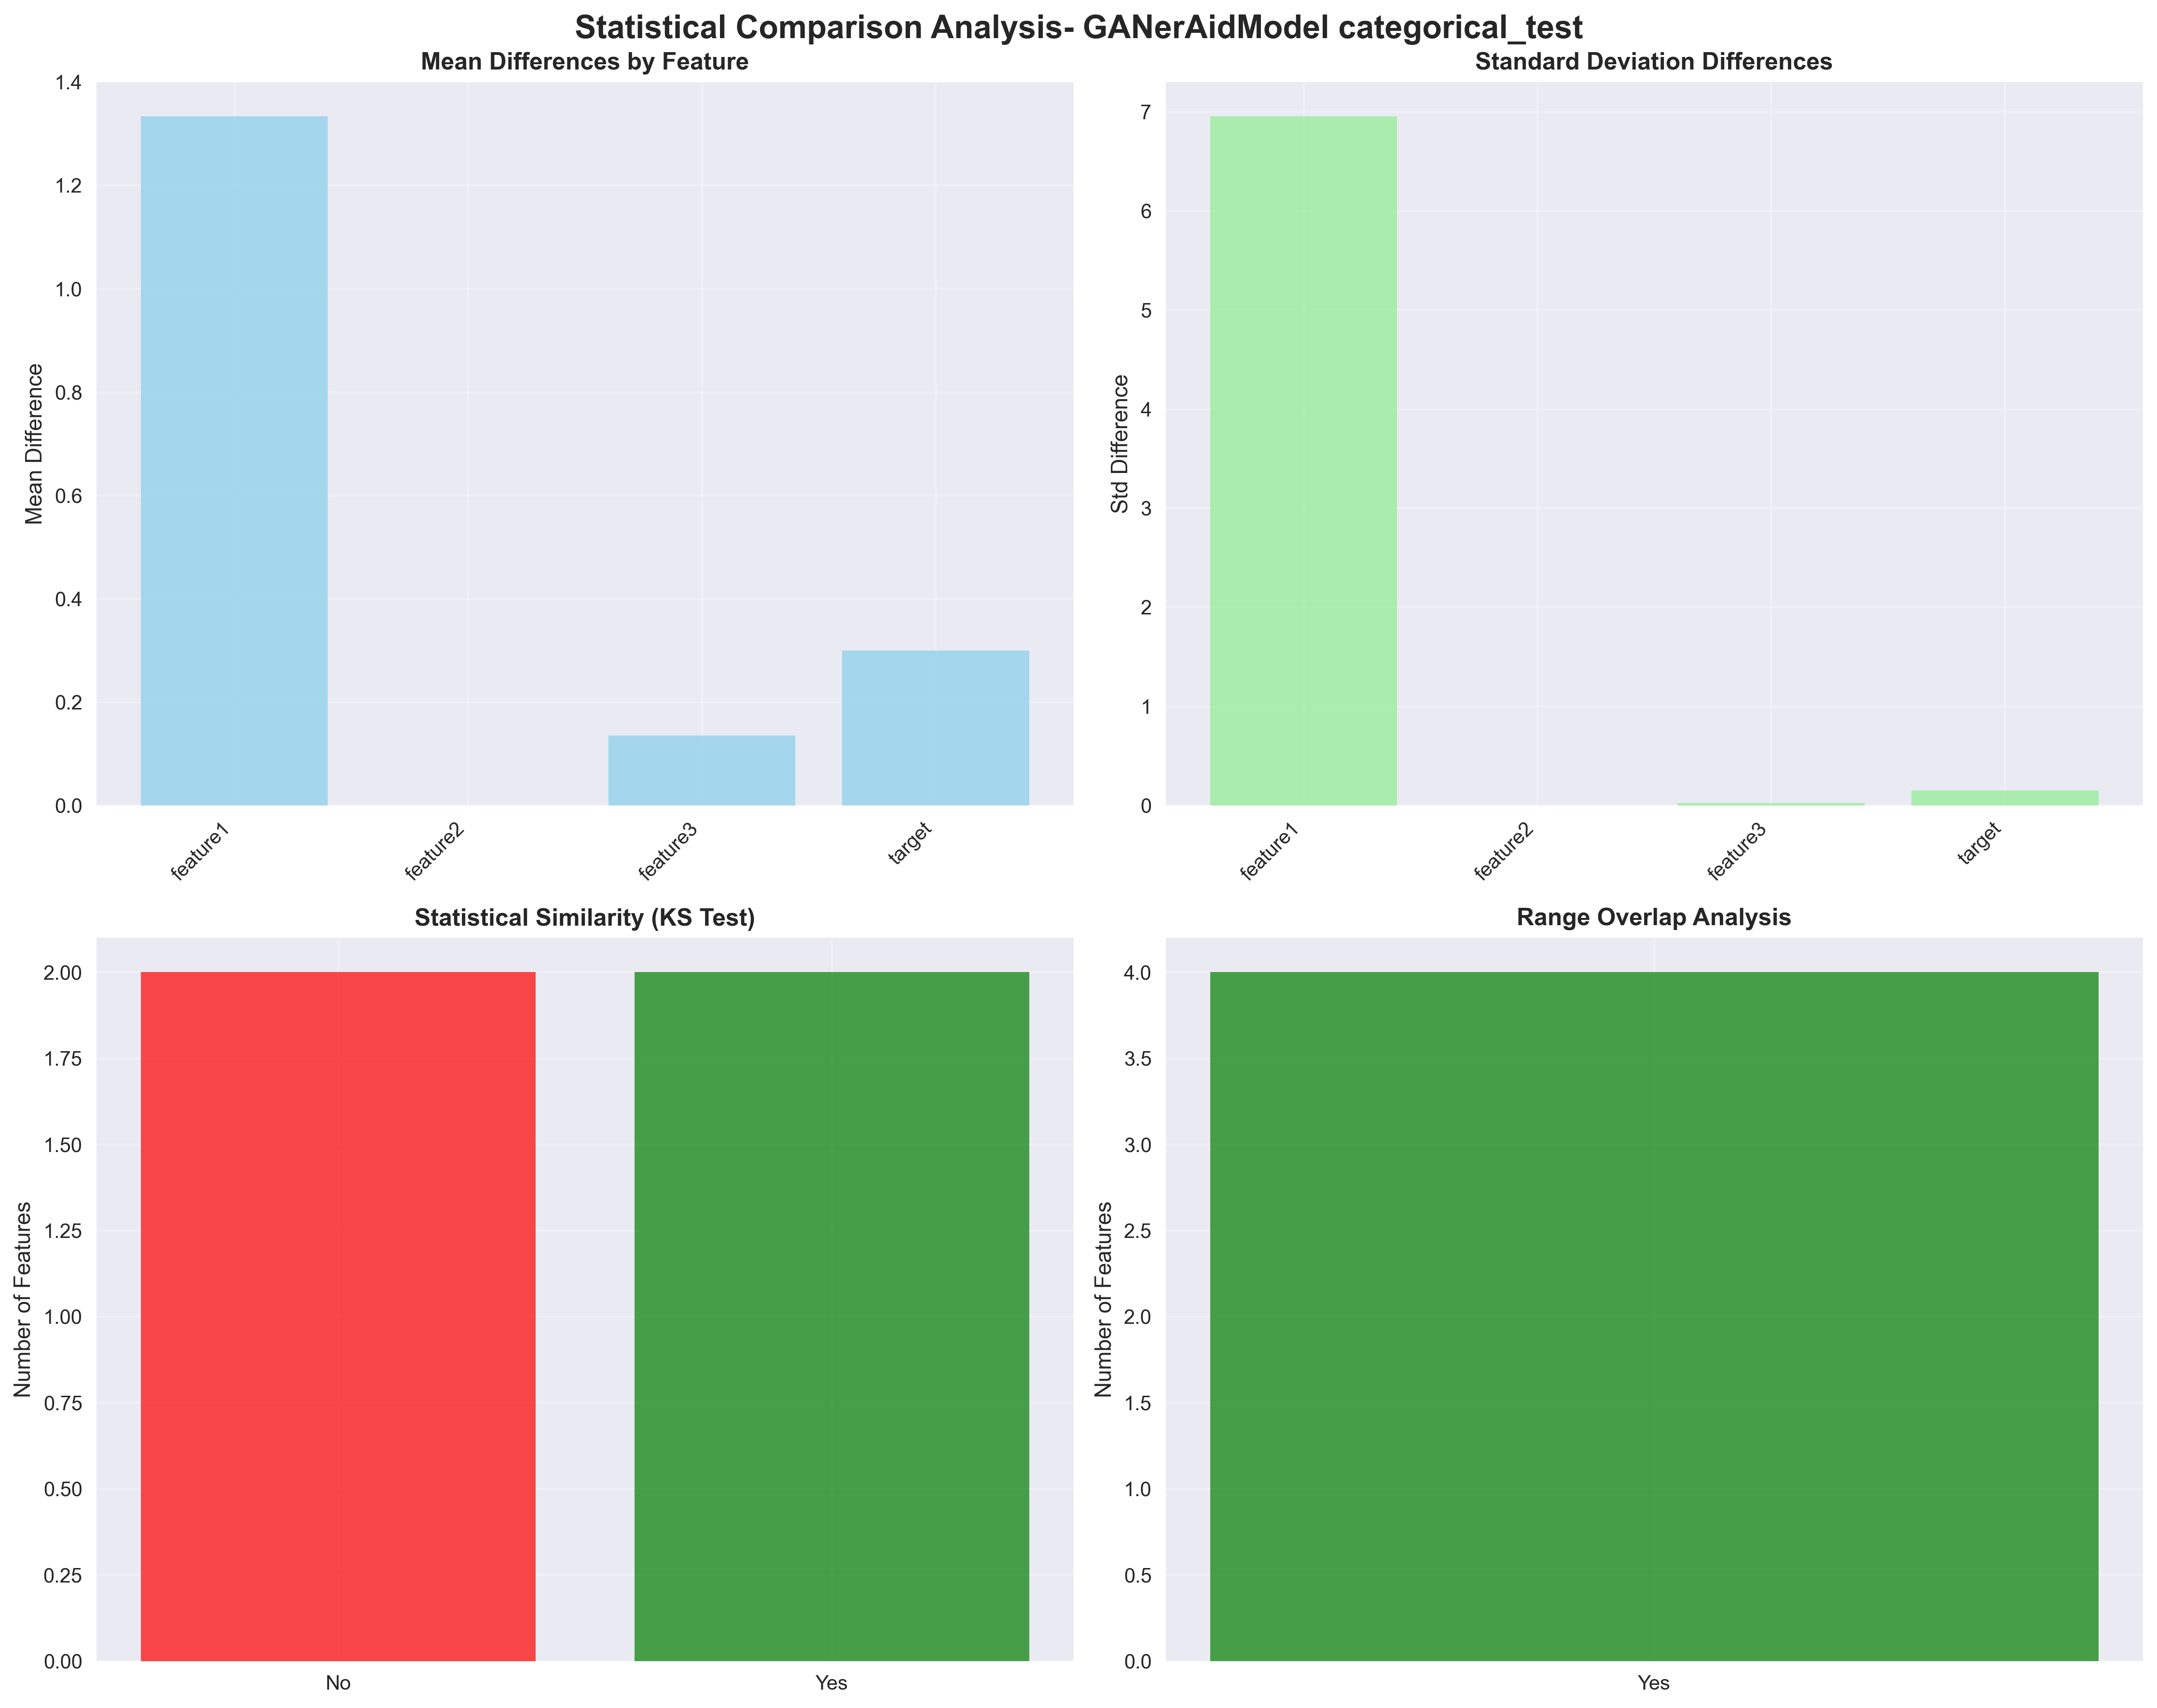 Statistical Comparison Analysis- GANerAidModel categorical_test
Mean Differences by Feature
Mean Difference
1.4
1.2
1.0
0.8
0.6
0.4
0.2
0.0
feature1
feature2
feature3
target
Standard Deviation Differences
Std Difference
7
6
5
4
3
2
1
0
feature1
feature2
feature3
target
Statistical Similarity (KS Test)
Number of Features
2.00
1.75
1.50
1.25
1.00
0.75
0.50
0.25
0.00
No
Yes
Range Overlap Analysis
Number of Features
4.0
3.5
3.0
2.5
2.0
1.5
1.0
0.5
0.0
Yes